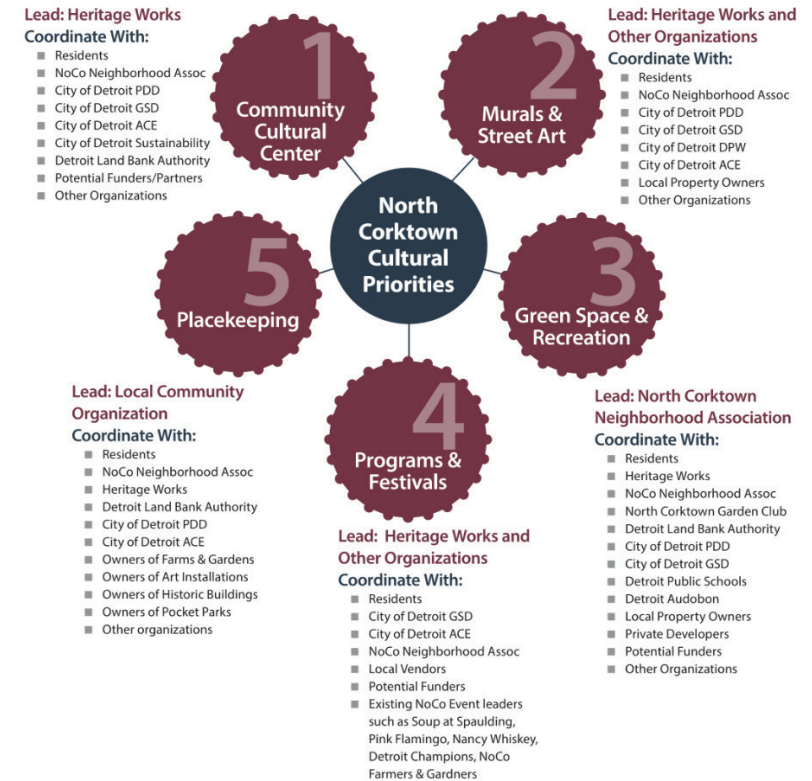 Lead: Heritage Works
Coordinate With:
Residents
NoCo Neighborhood Assoc
City of Detroit PDD
City of Detroit GSD
City of Detroit ACE
City of Detroit Sustainability
Detroit Land Bank Authority
Potential Funders/Partners
Other Organizations
1
Community
Cultural
Center
2
Murals &
Street Art
Lead: Heritage Works and
Other Organizations
Coordinate With:
Residents
NoCo Neighborhood Assoc
City of Detroit PDD
City of Detroit GSD
City of Detroit DPW
City of Detroit ACE
Local Property Owners
Other Organizations
North
Corktown
Cultural
Priorities
5
Placekeeping
3
Green Space &
Recreation
Lead: Local Community
Organization
Coordinate With:
Residents
NoCo Neighborhood Assoc
Heritage Works
Detroit Land Bank Authority
City of Detroit PDD
City of Detroit ACE
Owners of Farms & Gardens
Owners of Art Installations
Owners of Historic Buildings
Owners of Pocket Parks
Other organizations
4
Programs &
Festivals
Lead: Heritage Works and
Other Organizations
Coordinate With:
Residents
City of Detroit GSD
City of Detroit ACE
NoCo Neighborhood Assoc
Local Vendors
Potential Funders
Existing NoCo Event leaders
such as Soup at Spaulding,
Pink Flamingo, Nancy Whiskey,
Detroit Champions, NoCo
Farmers & Gardners
Lead: North Corktown
Neighborhood Association
Coordinate With:
Residents
Heritage Works
NoCo Neighborhood Assoc
North Corktown Garden Club
Detroit Land Bank Authority
City of Detroit PDD
City of Detroit GSD
Detroit Public Schools
Detroit Audobon
Local Property Owners
Private Developers
Potential Funders
Other Organizations